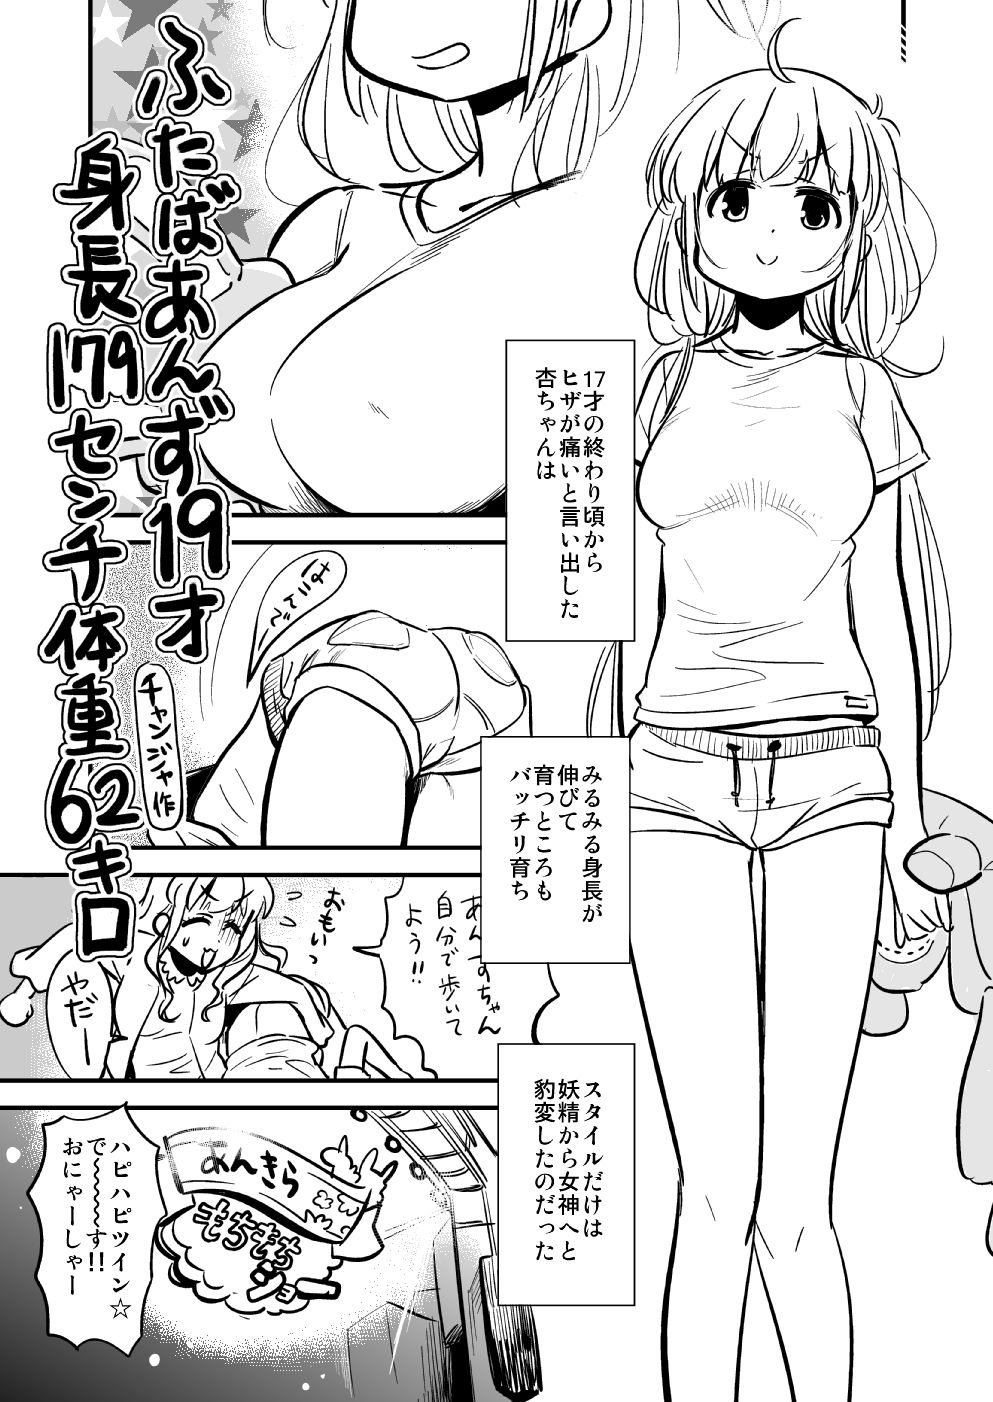 ふたばあんず19才
身長179センチ体重62キロ
チャンジャ作
17才の終わり頃から
ヒザが痛いと言い出した
杏ちゃんは
はこんで
みるみる身長が
伸びて
育つところも
バッチリ育ち
あんずちゃん
自分で歩いて
よう!!
おもいっ
やだー
スタイルだけは
妖精から女神へと
豹変したのだった
あんきら
もちもち
ショー
ハピハピツイン☆
で〜〜〜〜す!!
おにゃーしゃー